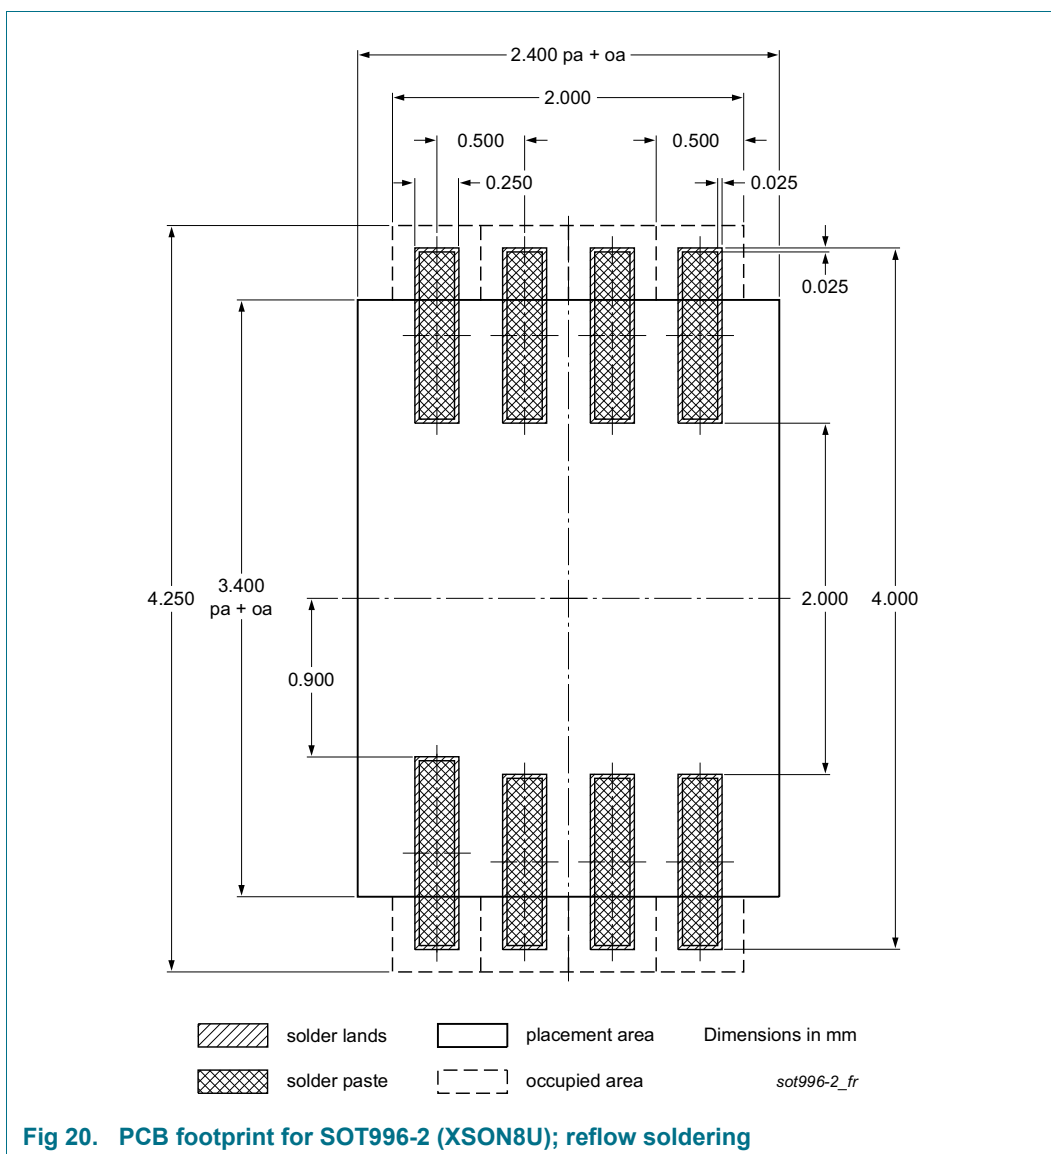 2.400 pa + oa
2.000
0.500
0.500
0.250
0.025
0.025
4.250
3.400
pa + oa
2.000
4.000
0.900
solder lands
placement area
Dimensions in mm
solder paste
occupied area
sot996-2_fr
Fig 20. PCB footprint for SOT996-2 (XSON8U); reflow soldering